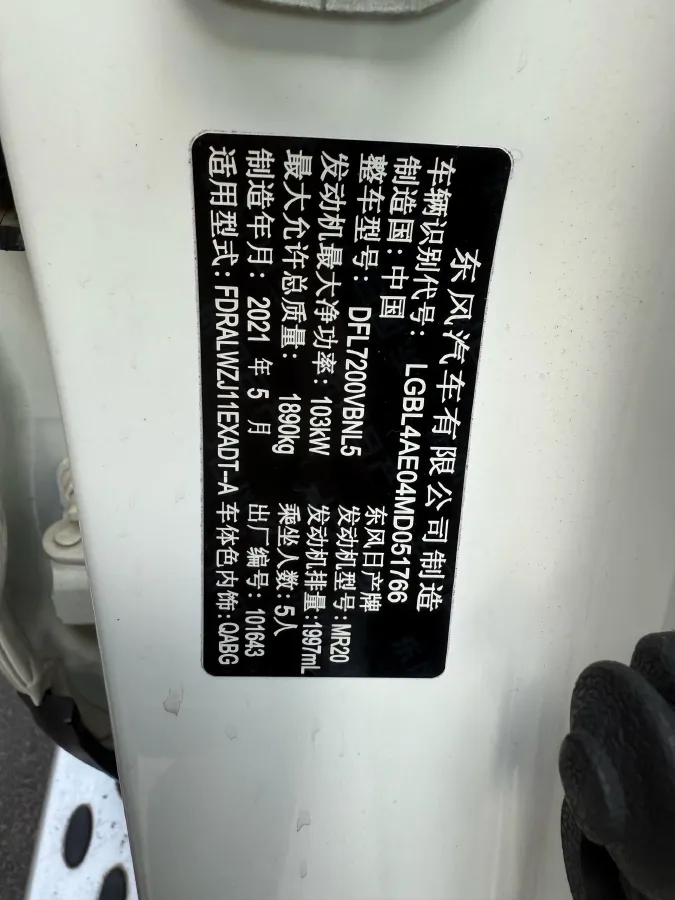 东风汽车有限公司制造
车辆识别代号: LGBL4AE04MD051766
制造国: 中国 东风日产牌
整车型号: DFL7200VBNL5 发动机型号: MR20
发动机最大净功率: 103kW 发动机排量: 1997mL
最大允许总质量: 1890kg 乘坐人数: 5人
制造年月: 2021 年 5 月 出厂编号: 101643
适用型式: FDRALWZJ11EXADT-A 车体色内饰: QABG